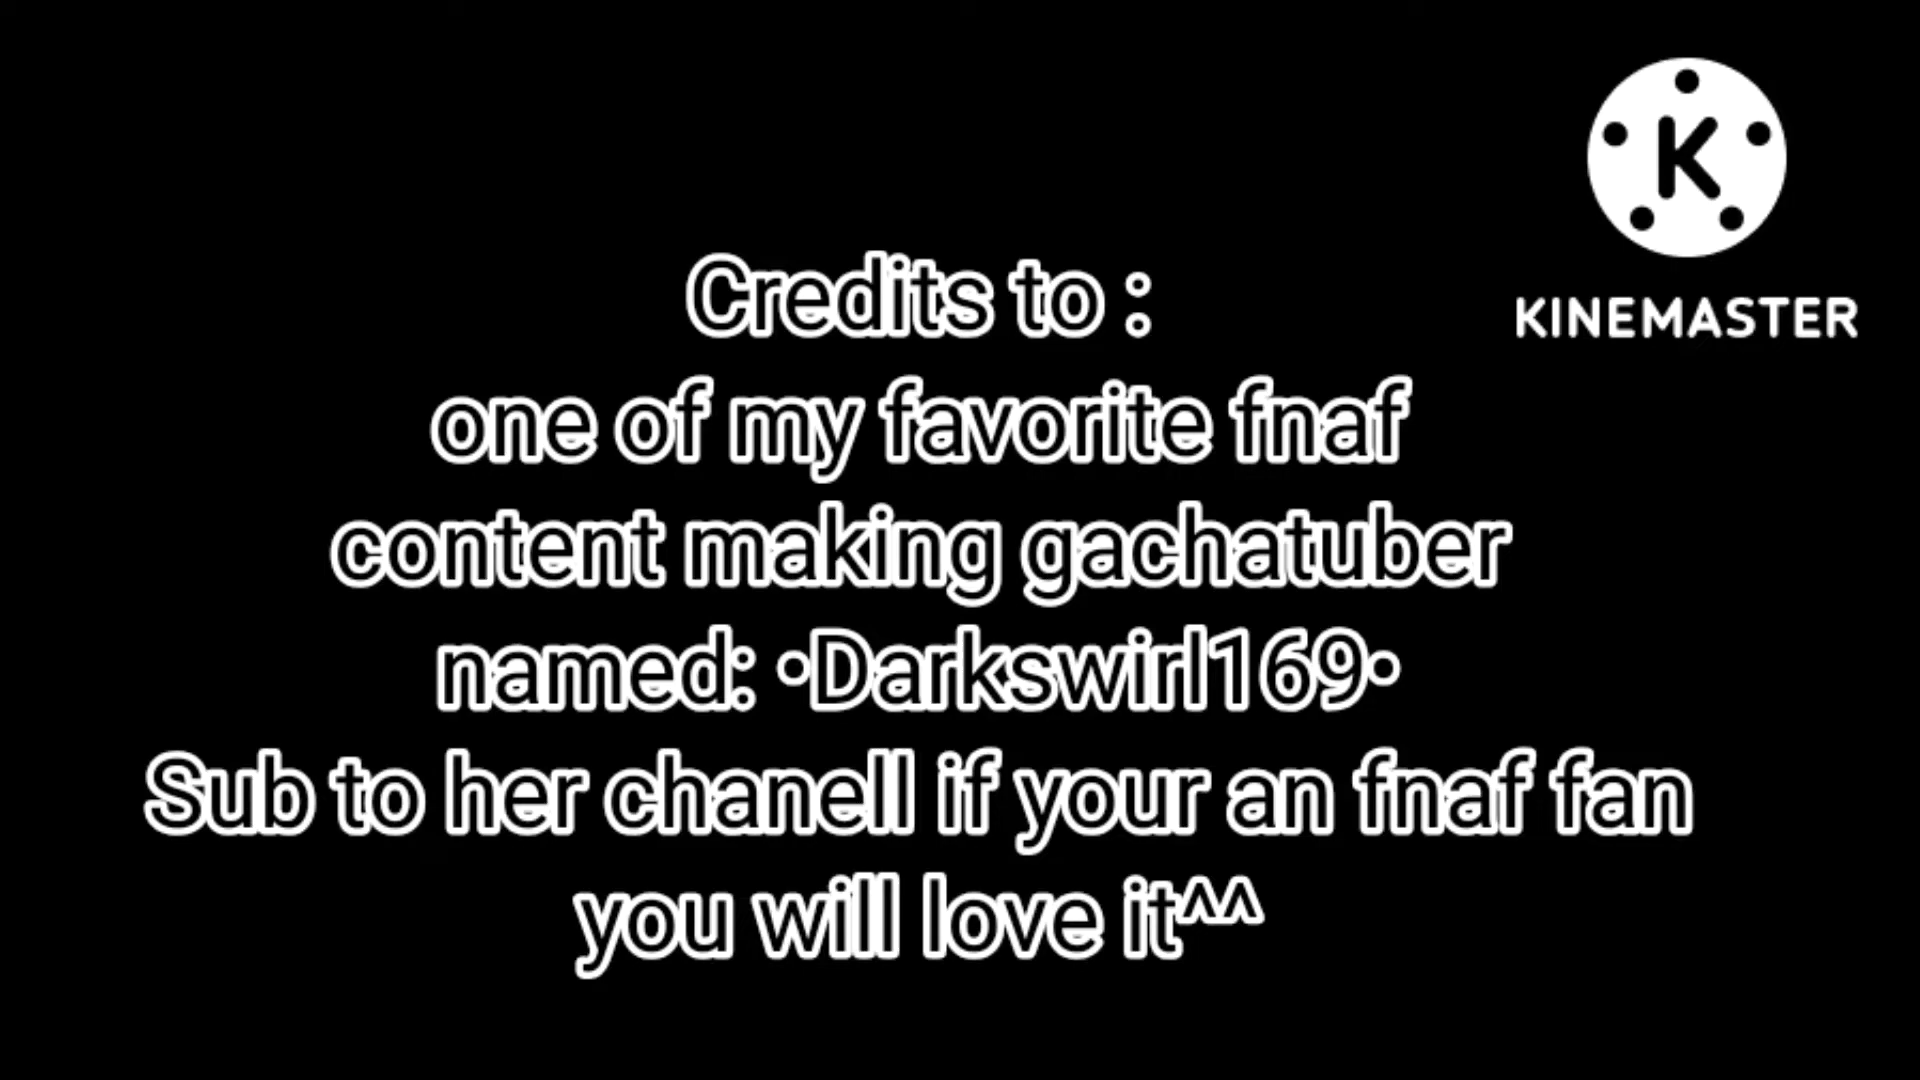 K
KINEMASTER
Credits to :
one of my favorite fnaf
content making gachatuber
named: •Darkswirl169•
Sub to her chanell if your an fnaf fan
you will love it^^